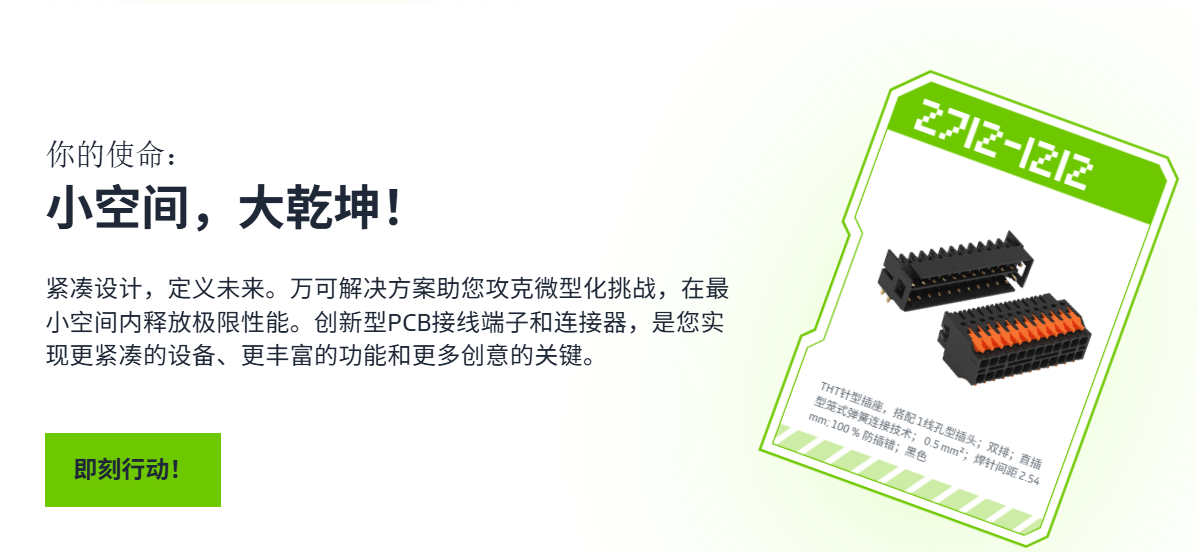 你的使命：
小空间，大乾坤！
紧凑设计，定义未来。万可解决方案助您攻克微型化挑战，在最
小空间内释放极限性能。创新型PCB接线端子和连接器，是您实
现更紧凑的设备、更丰富的功能和更多创意的关键。
即刻行动！
2712-1212
THT针型插座，搭配 1线孔型插头；双排；直插
型笼式弹簧连接技术； 0.5 mm²；焊针间距 2.54
mm; 100 % 防插错；黑色